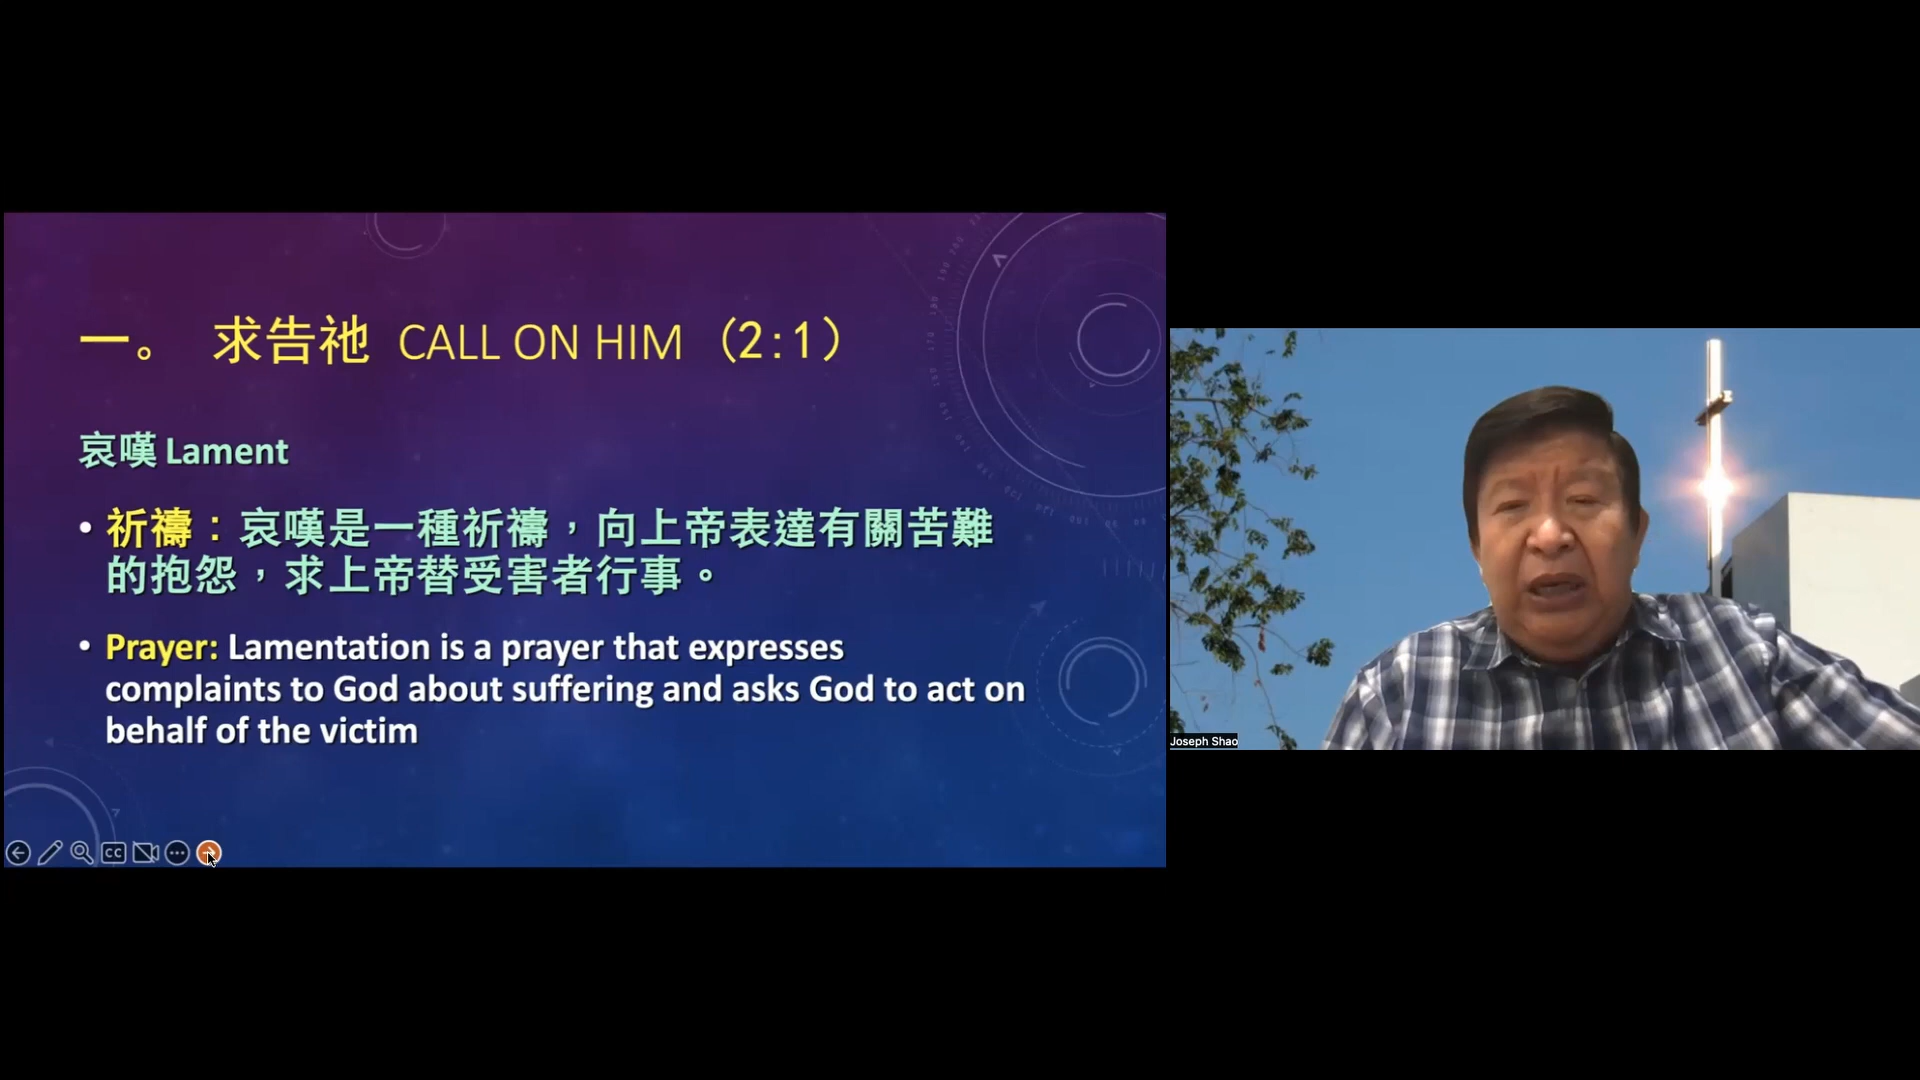 一。 求告祂 CALL ON HIM (2:1)
哀嘆 Lament
• 祈禱：哀嘆是一種祈禱，向上帝表達有關苦難
的抱怨，求上帝替受害者行事。
• Prayer: Lamentation is a prayer that expresses
complaints to God about suffering and asks God to act on
behalf of the victim
CC
Joseph Shao